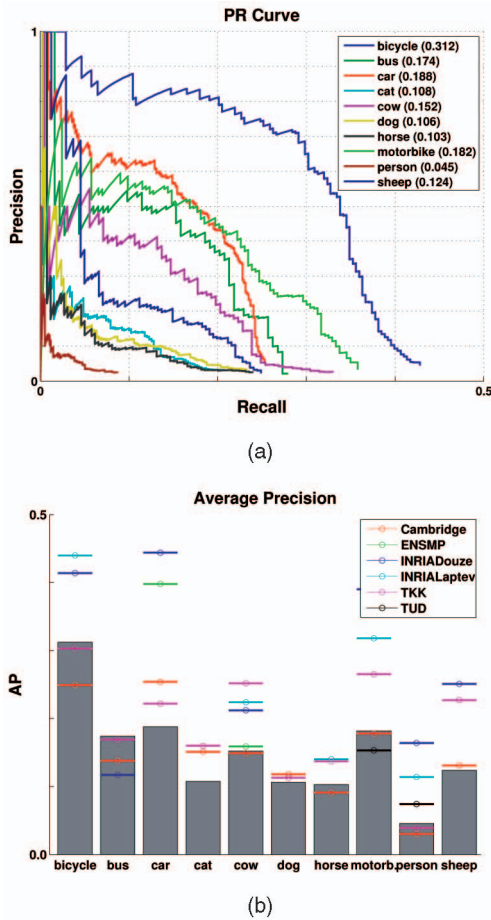 PR Curve
1
bicycle (0.312)
bus (0.174)
car (0.188)
cat (0.108)
cow (0.152)
dog (0.106)
horse (0.103)
motorbike (0.182)
person (0.045)
sheep (0.124)
Precision
0
0.5
Recall
(a)
Average Precision
0.5
Cambridge
ENSMP
INRIADouze
INRIALaptev
TKK
TUD
AP
0.0
bicycle bus car cat cow dog horse motorb. person sheep
(b)